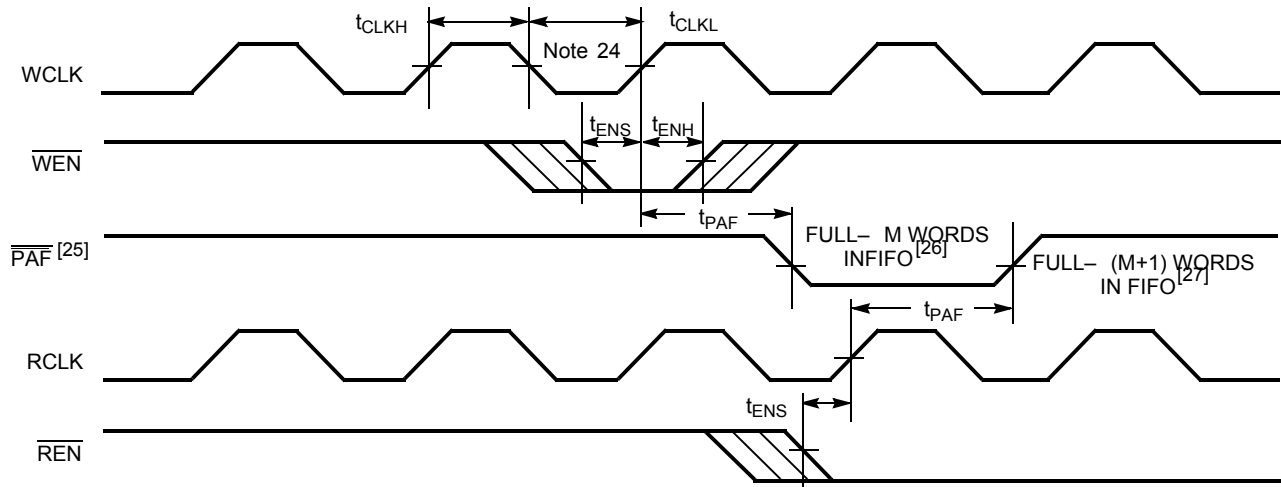 tCLKH
tCLKL
Note 24
WCLK
tENS
tENH
WEN
tPAF
PAF [25]
FULL– M WORDS
INFIFO[26]
FULL– (M+1) WORDS
IN FIFO[27]
tPAF
RCLK
tENS
REN